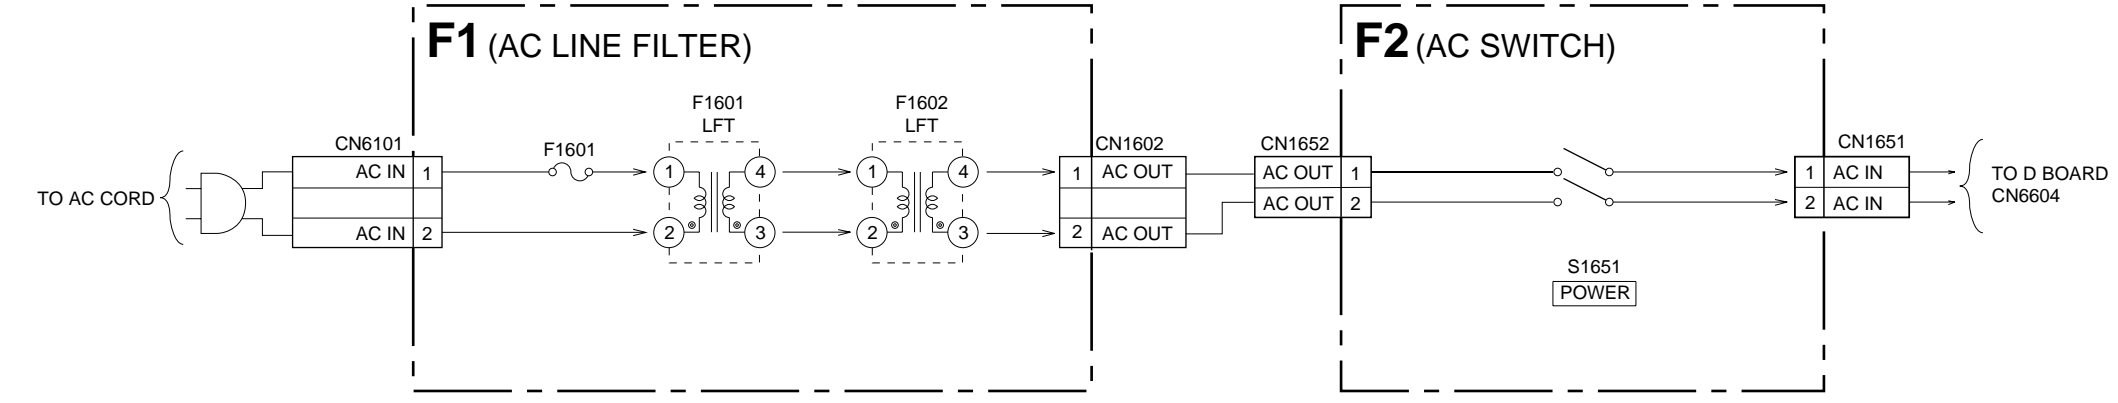 F1 (AC LINE FILTER)
F2 (AC SWITCH)
TO AC CORD
CN6101
AC IN 1
AC IN 2
F1601
F1601
LFT
1 4
2 3
F1602
LFT
1 4
2 3
CN1602
1 AC OUT
2 AC OUT
CN1652
AC OUT 1
AC OUT 2
S1651
POWER
CN1651
1 AC IN
2 AC IN
TO D BOARD
CN6604